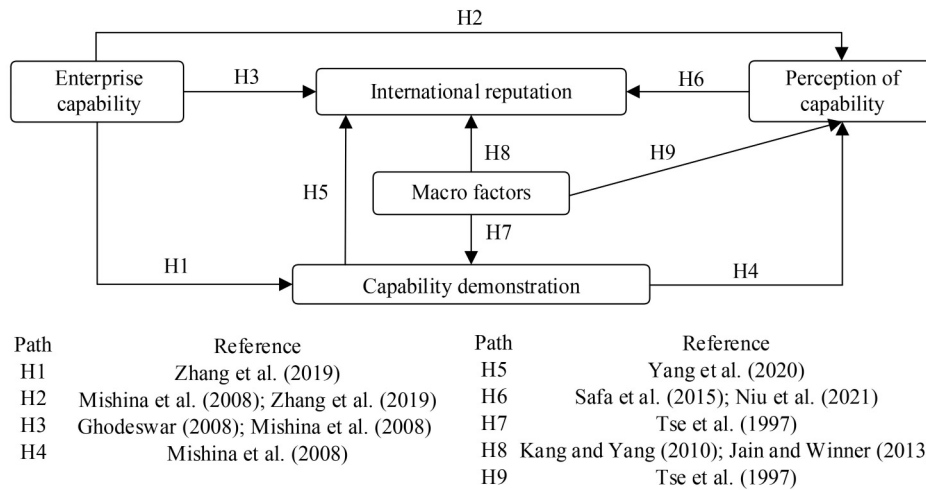 H2
Enterprise
capability
H3
International reputation
H6
Perception of
capability
H8
H9
H5
Macro factors
H7
H1
Capability demonstration
H4
Path Reference
H1 Zhang et al. (2019)
H2 Mishina et al. (2008); Zhang et al. (2019)
H3 Ghodeswar (2008); Mishina et al. (2008)
H4 Mishina et al. (2008)
Path Reference
H5 Yang et al. (2020)
H6 Safa et al. (2015); Niu et al. (2021)
H7 Tse et al. (1997)
H8 Kang and Yang (2010); Jain and Winner (2013
H9 Tse et al. (1997)